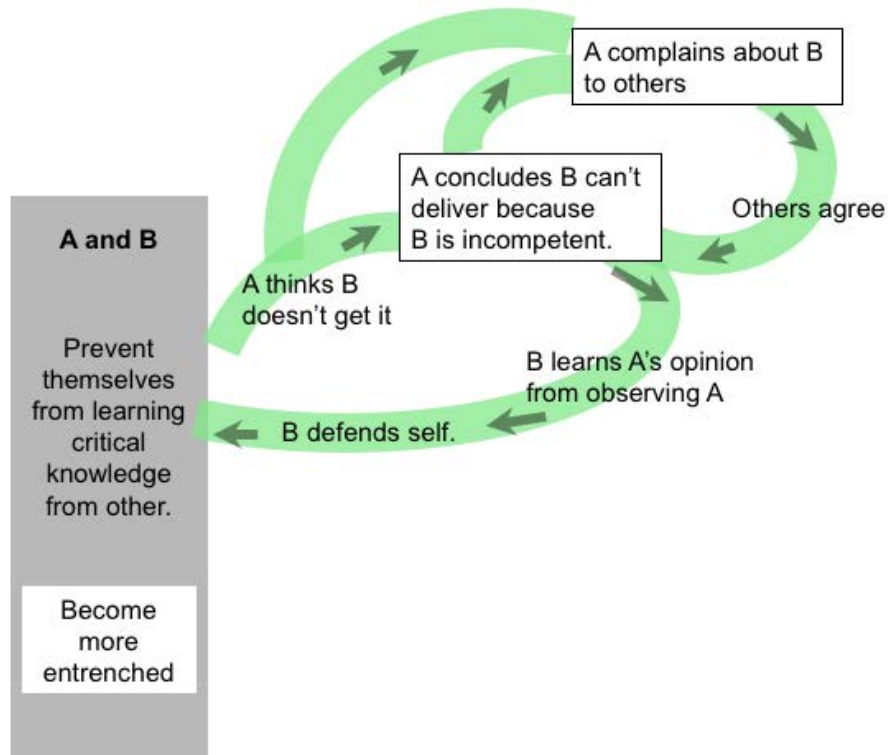 A complains about B
to others
A concludes B can't
deliver because
B is incompetent.
Others agree
A and B
A thinks B
doesn't get it
Prevent
themselves
from learning
critical
knowledge
from other.
B learns A's opinion
from observing A
B defends self.
Become
more
entrenched